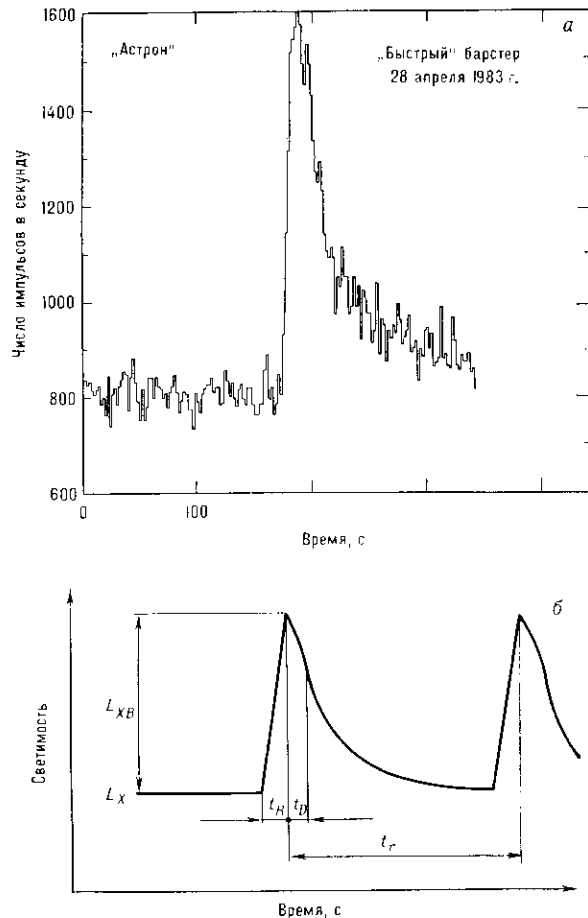 а
„Астрон“
„Быстрый“ барстер
28 апреля 1983 г.
Число импульсов в секунду
1600
1400
1200
1000
800
600
0
100
Время, с
б
Светимость
L_XB
L_X
t_R
t_D
t_r
Время, с